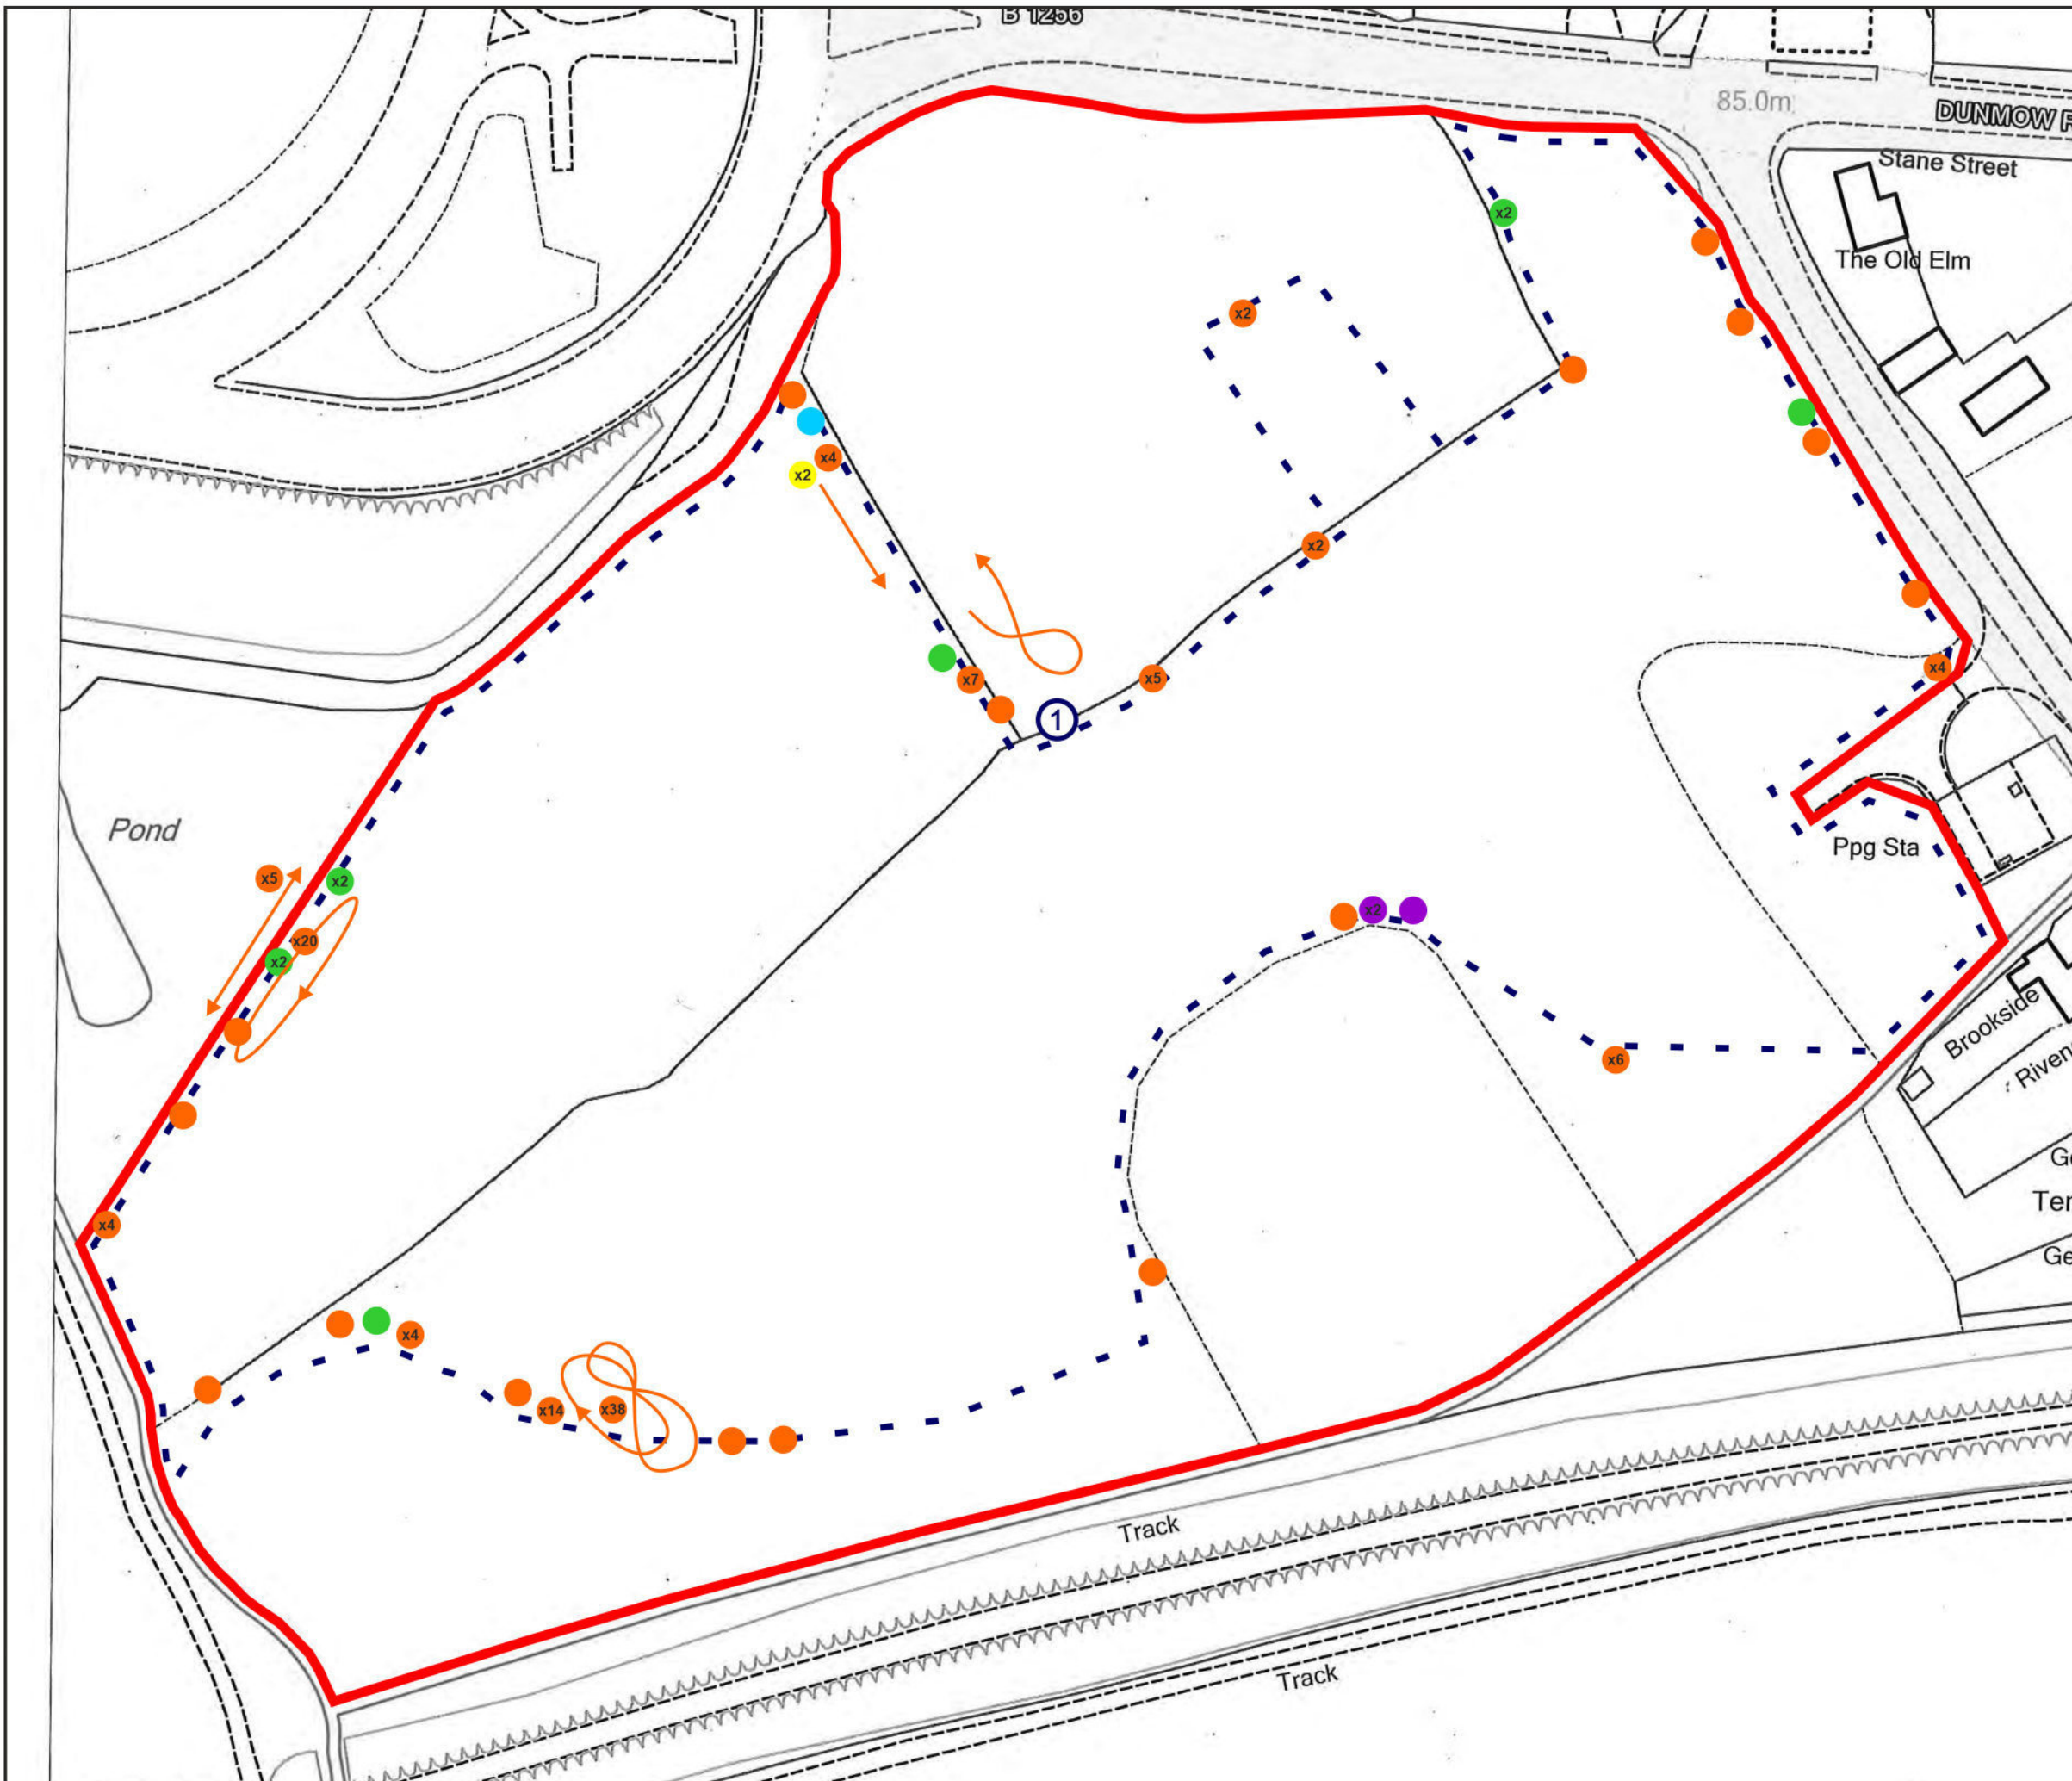 B 1256
85.0m
DUNMOW
Stane Street
The Old Elm
x2
x2
x4
x2
x2
x4
x7
x5
1
Ppg Sta
Pond
x5
x2
x2
x20
x2
Brookside
x6
x4
x4
x14
x38
Track
Track